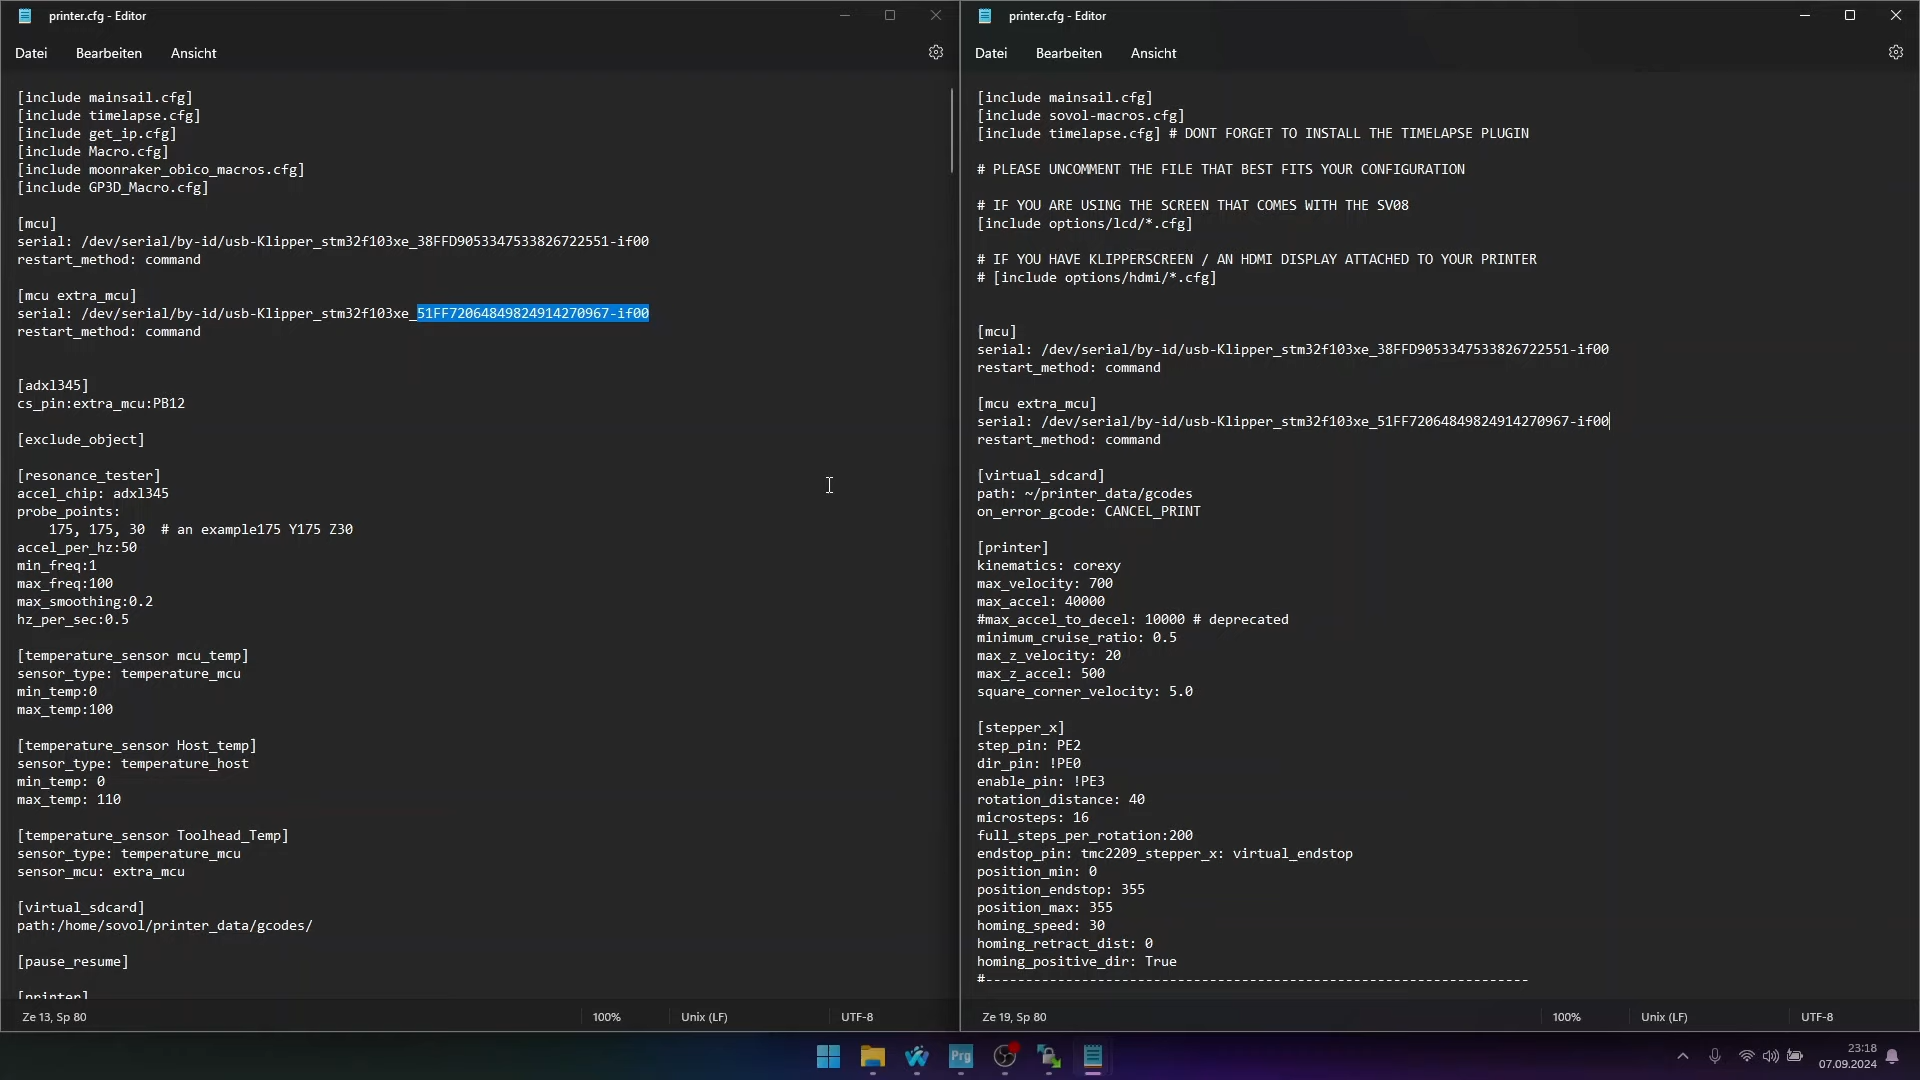 printer.cfg - Editor
Datei Bearbeiten Ansicht
[include mainsail.cfg]
[include timelapse.cfg]
[include get_ip.cfg]
[include Macro.cfg]
[include moonraker_obico_macros.cfg]
[include GP3D_Macro.cfg]
[mcu]
serial: /dev/serial/by-id/usb-Klipper_stm32f103xe_38FFD9053347533826722551-if00
restart_method: command
[mcu extra_mcu]
serial: /dev/serial/by-id/usb-Klipper_stm32f103xe_51FF72064849824914270967-if00
restart_method: command
[adxl345]
cs_pin:extra_mcu:PB12
[exclude_object]
[resonance_tester]
accel_chip: adxl345
probe_points:
    175, 175, 30  # an example175 Y175 Z30
accel_per_hz:50
min_freq:1
max_freq:100
max_smoothing:0.2
hz_per_sec:0.5
[temperature_sensor mcu_temp]
sensor_type: temperature_mcu
min_temp:0
max_temp:100
[temperature_sensor Host_temp]
sensor_type: temperature_host
min_temp: 0
max_temp: 110
[temperature_sensor Toolhead_Temp]
sensor_type: temperature_mcu
sensor_mcu: extra_mcu
[virtual_sdcard]
path:/home/sovol/printer_data/gcodes/
[pause_resume]
[printer]
Ze 13, Sp 80 100% Unix (LF) UTF-8
printer.cfg - Editor
Datei Bearbeiten Ansicht
[include mainsail.cfg]
[include sovol-macros.cfg]
[include timelapse.cfg] # DONT FORGET TO INSTALL THE TIMELAPSE PLUGIN
# PLEASE UNCOMMENT THE FILE THAT BEST FITS YOUR CONFIGURATION
# IF YOU ARE USING THE SCREEN THAT COMES WITH THE SV08
[include options/lcd/*.cfg]
# IF YOU HAVE KLIPPERSCREEN / AN HDMI DISPLAY ATTACHED TO YOUR PRINTER
# [include options/hdmi/*.cfg]
[mcu]
serial: /dev/serial/by-id/usb-Klipper_stm32f103xe_38FFD9053347533826722551-if00
restart_method: command
[mcu extra_mcu]
serial: /dev/serial/by-id/usb-Klipper_stm32f103xe_51FF72064849824914270967-if00
restart_method: command
[virtual_sdcard]
path: ~/printer_data/gcodes
on_error_gcode: CANCEL_PRINT
[printer]
kinematics: corexy
max_velocity: 700
max_accel: 40000
#max_accel_to_decel: 10000 # deprecated
minimum_cruise_ratio: 0.5
max_z_velocity: 20
max_z_accel: 500
square_corner_velocity: 5.0
[stepper_x]
step_pin: PE2
dir_pin: !PE0
enable_pin: !PE3
rotation_distance: 40
microsteps: 16
full_steps_per_rotation:200
endstop_pin: tmc2209_stepper_x: virtual_endstop
position_min: 0
position_endstop: 355
position_max: 355
homing_speed: 30
homing_retract_dist: 0
homing_positive_dir: True
#--------------------------------------------------------------------
Ze 19, Sp 80 100% Unix (LF) UTF-8
Prg
23:18
07.09.2024